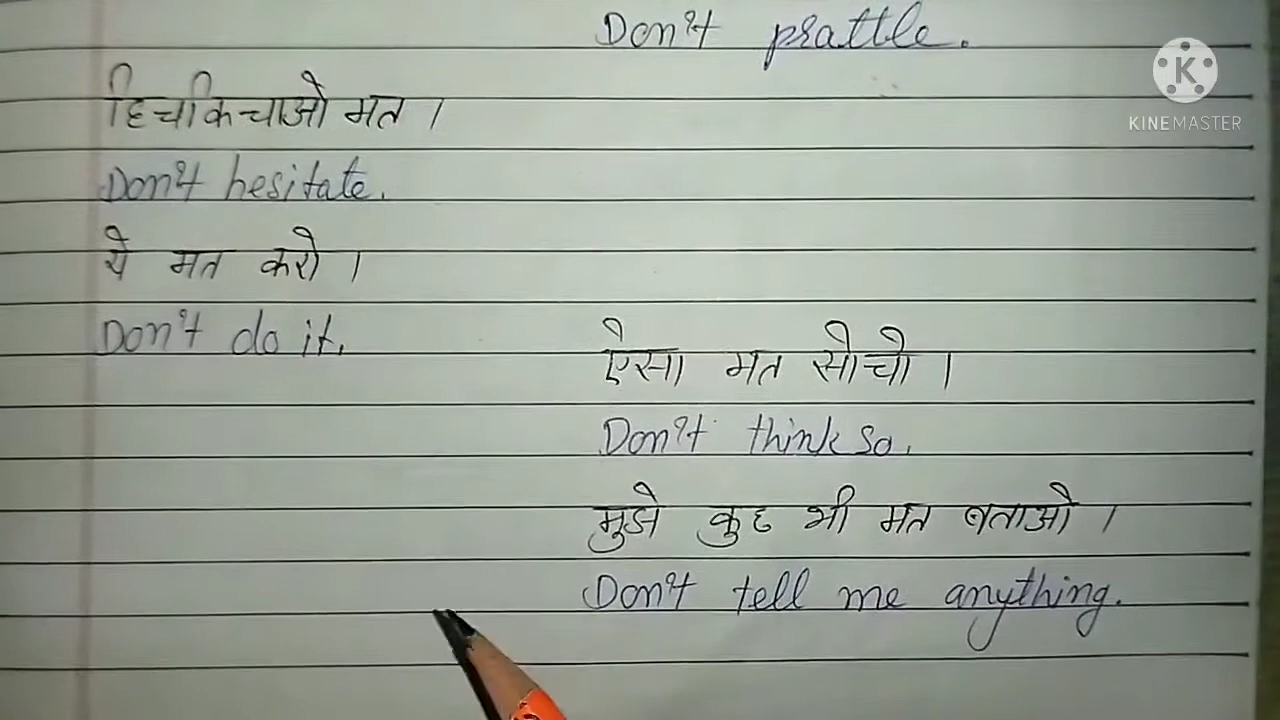 Don't prattle.
हिचकिचाओ मत ।
Don't hesitate.
ये मत करो ।
Don't do it.
ऐसा मत सोचो ।
Don't think so.
मुझे कुछ भी मत बताओ ।
Don't tell me anything.
K
KINEMASTER